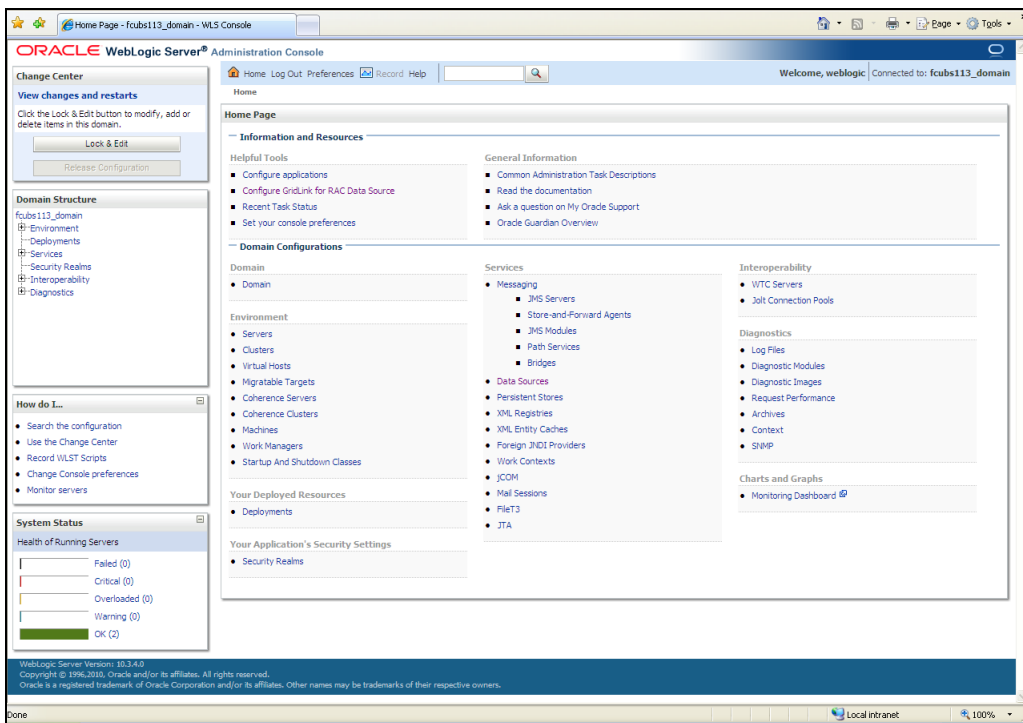 Home Page - fcubs113_domain - WLS Console
Page
Tools
ORACLE WebLogic Server® Administration Console
Change Center
View changes and restarts
Click the Lock & Edit button to modify, add or
delete items in this domain.
Lock & Edit
Release Configuration
Domain Structure
fcubs113_domain
Environment
Deployments
Services
Security Realms
Interoperability
Diagnostics
How do I...
Search the configuration
Use the Change Center
Record WLST Scripts
Change Console preferences
Monitor servers
System Status
Health of Running Servers
Failed (0)
Critical (0)
Overloaded (0)
Warning (0)
OK (2)
Home Log Out Preferences Record Help
Welcome, weblogic Connected to: fcubs113_domain
Home
Home Page
Information and Resources
Helpful Tools
Configure applications
Configure GridLink for RAC Data Source
Recent Task Status
Set your console preferences
General Information
Common Administration Task Descriptions
Read the documentation
Ask a question on My Oracle Support
Oracle Guardian Overview
Domain Configurations
Domain
Domain
Environment
Servers
Clusters
Virtual Hosts
Migratable Targets
Coherence Servers
Coherence Clusters
Machines
Work Managers
Startup And Shutdown Classes
Your Deployed Resources
Deployments
Your Application's Security Settings
Security Realms
Services
Messaging
JMS Servers
Store-and-Forward Agents
JMS Modules
Path Services
Bridges
Data Sources
Persistent Stores
XML Registries
XML Entity Caches
Foreign JNDI Providers
Work Contexts
jCOM
Mail Sessions
FileT3
JTA
Interoperability
WTC Servers
Jolt Connection Pools
Diagnostics
Log Files
Diagnostic Modules
Diagnostic Images
Request Performance
Archives
Context
SNMP
Charts and Graphs
Monitoring Dashboard
WebLogic Server Version: 10.3.4.0
Copyright © 1996,2010, Oracle and/or its affiliates. All rights reserved.
Oracle is a registered trademark of Oracle Corporation and/or its affiliates. Other names may be trademarks of their respective owners.
Done
Local intranet
100%